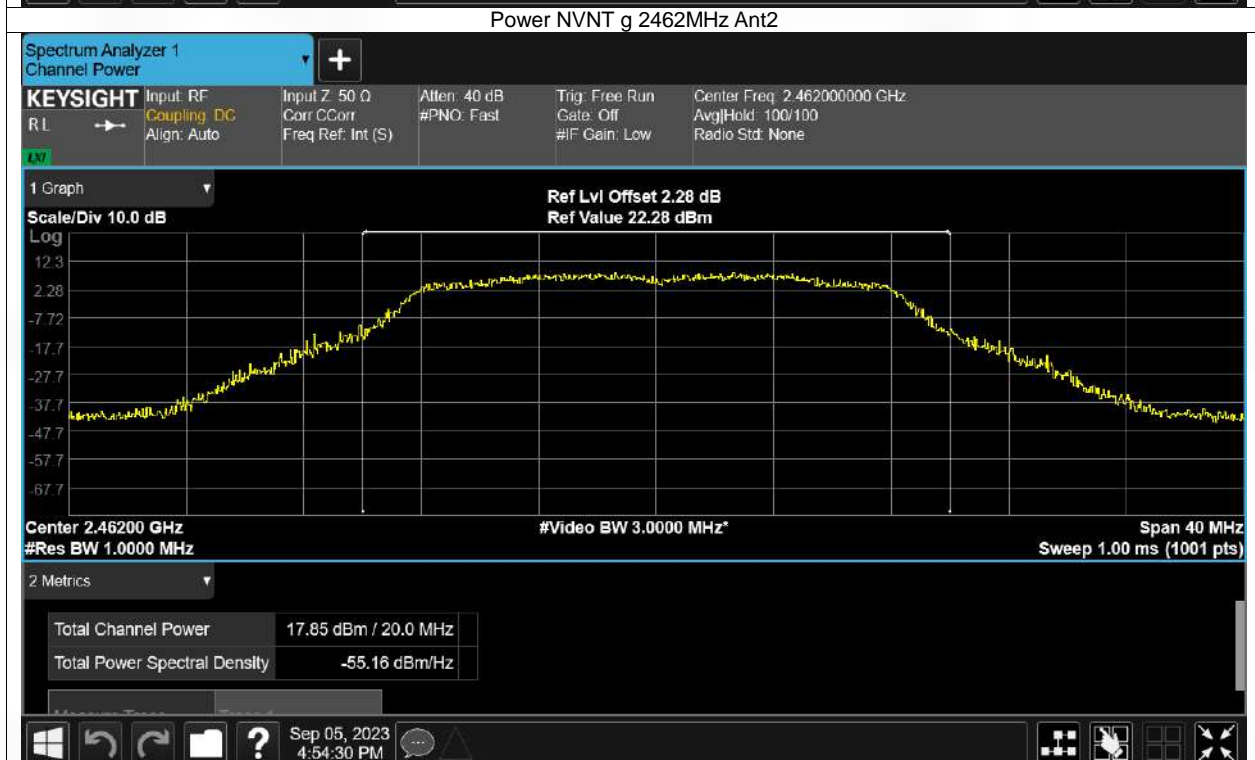 Power NVNT g 2462MHz Ant2
Spectrum Analyzer 1
Channel Power
KEYSIGHT
RL
LXI
Input: RF
Coupling: DC
Align: Auto
Input Z: 50 Ω
Corr CCorr
Freq Ref: Int (S)
Atten: 40 dB
#PNO: Fast
Trig: Free Run
Gate: Off
#IF Gain: Low
Center Freq: 2.462000000 GHz
Avg|Hold: 100/100
Radio Std: None
1 Graph
Scale/Div 10.0 dB
Ref Lvl Offset 2.28 dB
Ref Value 22.28 dBm
Log
12.3
2.28
-7.72
-17.7
-27.7
-37.7
-47.7
-57.7
-67.7
Center 2.46200 GHz
#Res BW 1.0000 MHz
#Video BW 3.0000 MHz*
Span 40 MHz
Sweep 1.00 ms (1001 pts)
2 Metrics
Total Channel Power 17.85 dBm / 20.0 MHz
Total Power Spectral Density -55.16 dBm/Hz
?
Sep 05, 2023
4:54:30 PM